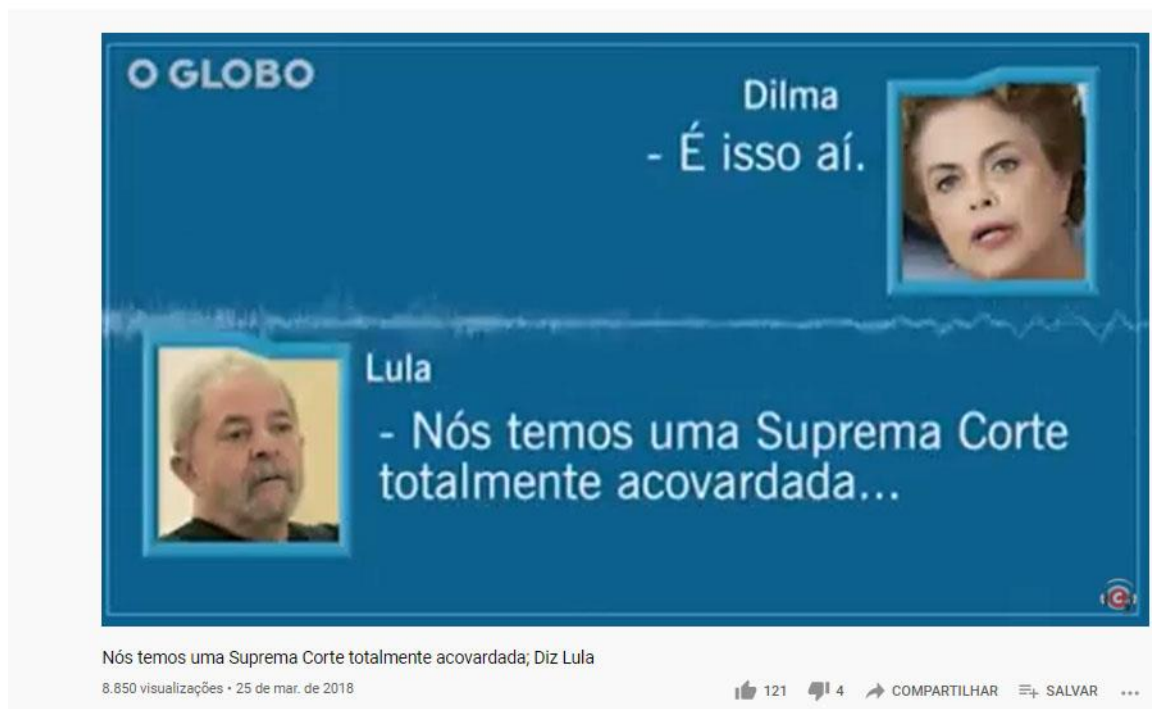 O GLOBO
Dilma
- É isso aí.
Lula
- Nós temos uma Suprema Corte
totalmente acovardada...
Nós temos uma Suprema Corte totalmente acovardada; Diz Lula
8.850 visualizações • 25 de mar. de 2018
121 4 COMPARTILHAR SALVAR ...